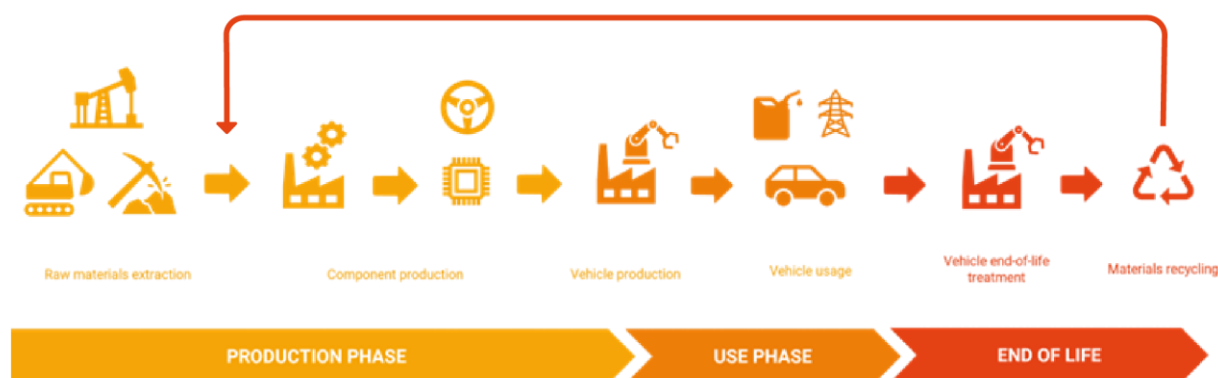 Raw materials extraction
Component production
Vehicle production
Vehicle usage
Vehicle end-of-life
treatment
Materials recycling
PRODUCTION PHASE
USE PHASE
END OF LIFE